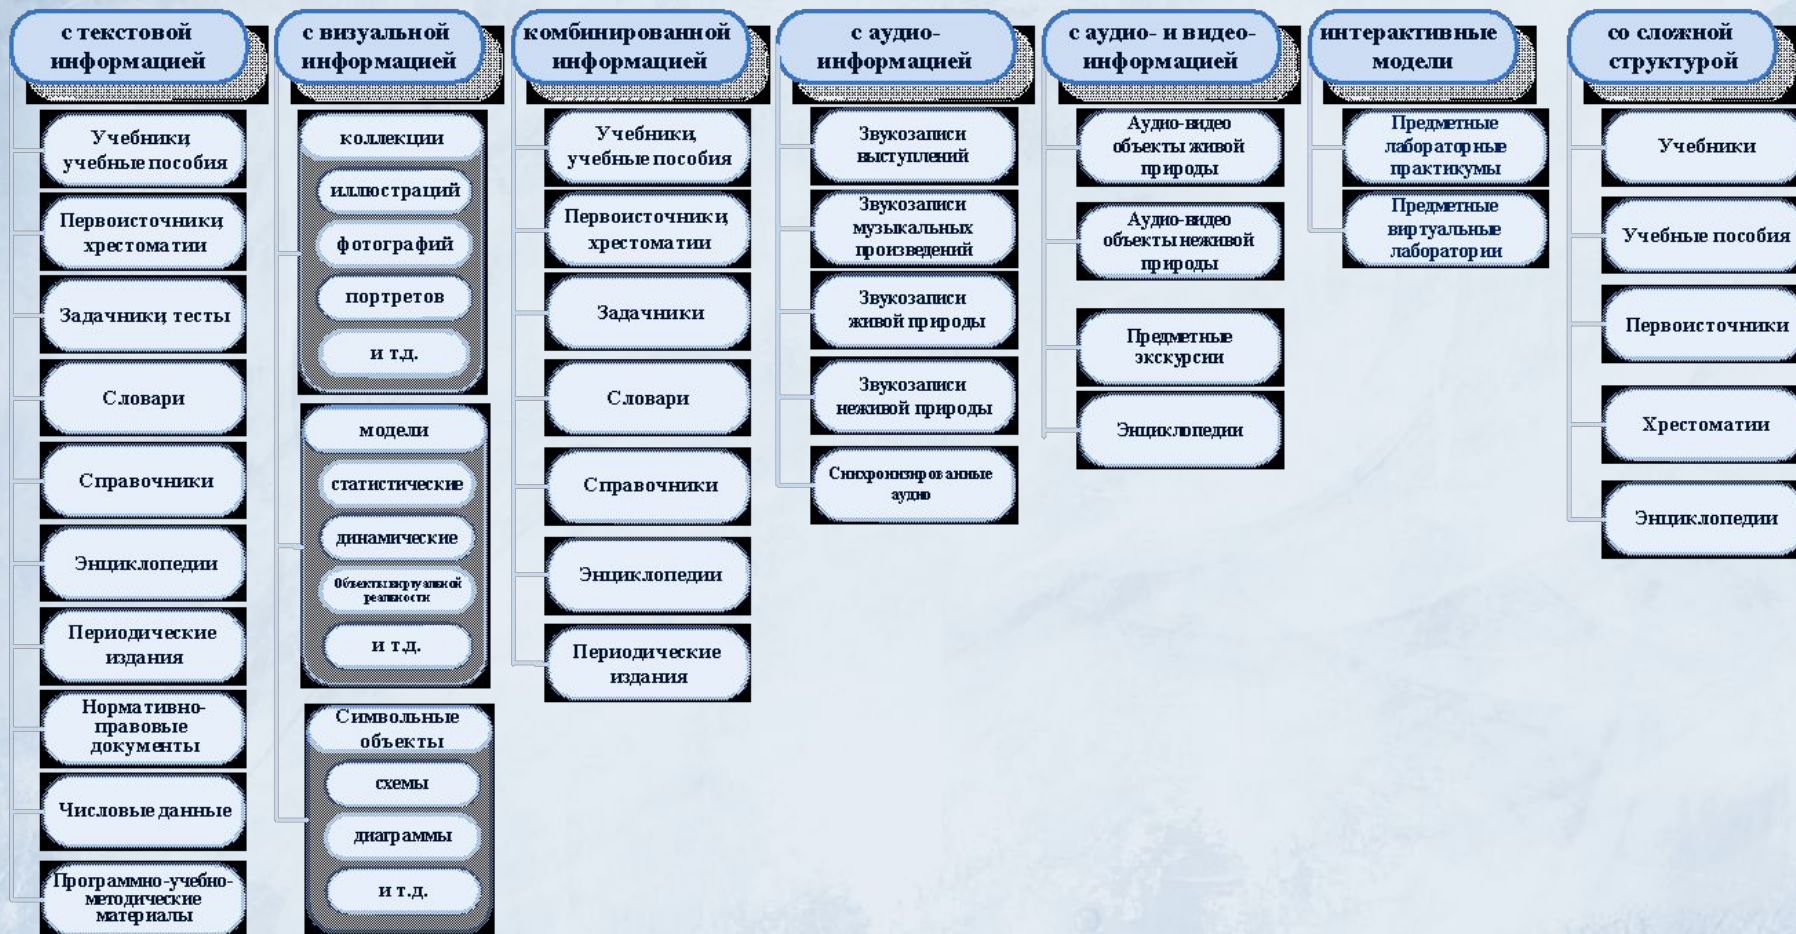 с текстовой
информацией
Учебники,
учебные пособия
Первоисточники,
хрестоматии
Задачники, тесты
Словари
Справочники
Энциклопедии
Периодические
издания
Нормативно-
правовые
документы
Числовые данные
Программно-учебно-
методические
материалы
с визуальной
информацией
коллекции
иллюстраций
фотографий
портретов
и т.д.
модели
статистические
динамические
Объекты виртуальной
реальности
и т.д.
Символьные
объекты
схемы
диаграммы
и т.д.
комбинированной
информацией
Учебники,
учебные пособия
Первоисточники,
хрестоматии
Задачники
Словари
Справочники
Энциклопедии
Периодические
издания
с аудио-
информацией
Звукозаписи
выступлений
Звукозаписи
музыкальных
произведений
Звукозаписи
живой природы
Звукозаписи
неживой природы
Синхронизированные
аудио
с аудио- и видео-
информацией
Аудио-видео
объекты живой
природы
Аудио-видео
объекты неживой
природы
Предметные
экскурсии
Энциклопедии
интерактивные
модели
Предметные
лабораторные
практикумы
Предметные
виртуальные
лаборатории
со сложной
структурой
Учебники
Учебные пособия
Первоисточники
Хрестоматии
Энциклопедии